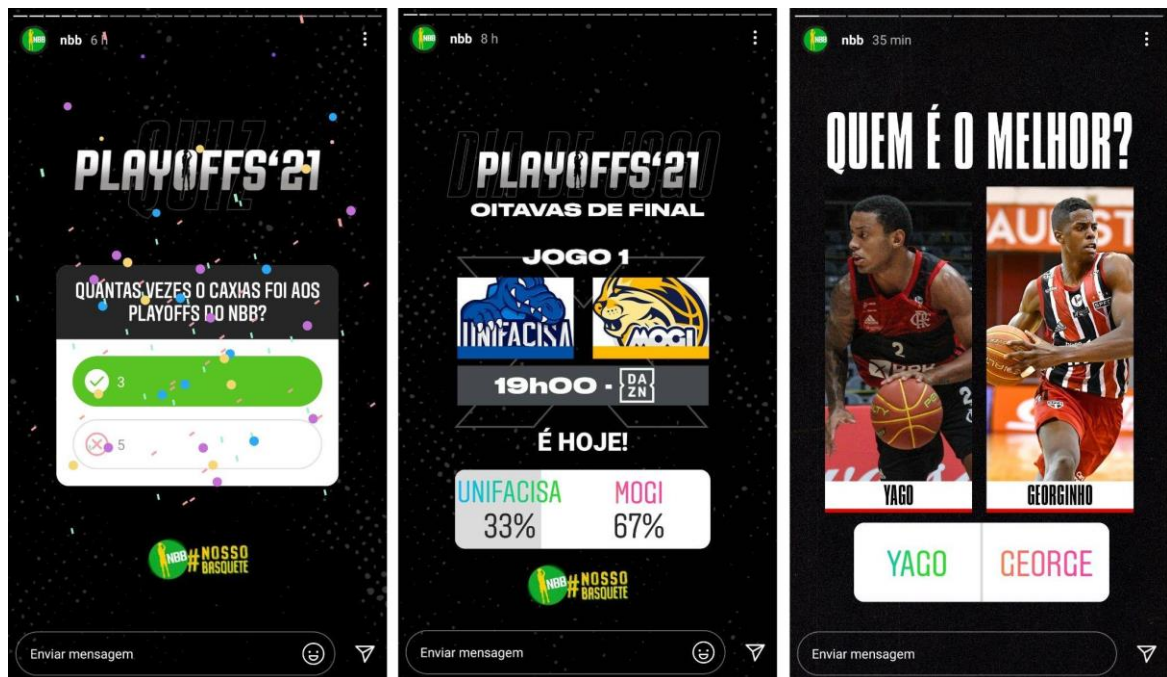 nbb 6 h
QUIZ
PLAYOFFS'21
QUANTAS VEZES O CAXIAS FOI AOS
PLAYOFFS DO NBB?
3
5
NBB #NOSSO
BASQUETE
Enviar mensagem
nbb 8 h
DIA DE JOGO
PLAYOFFS'21
OITAVAS DE FINAL
JOGO 1
UNIFACISA
MOGI
19h00 - DAZN
É HOJE!
UNIFACISA MOGI
33% 67%
NBB #NOSSO
BASQUETE
Enviar mensagem
nbb 35 min
QUEM É O MELHOR?
2
YAGO
GEORGINHO
YAGO GEORGE
Enviar mensagem